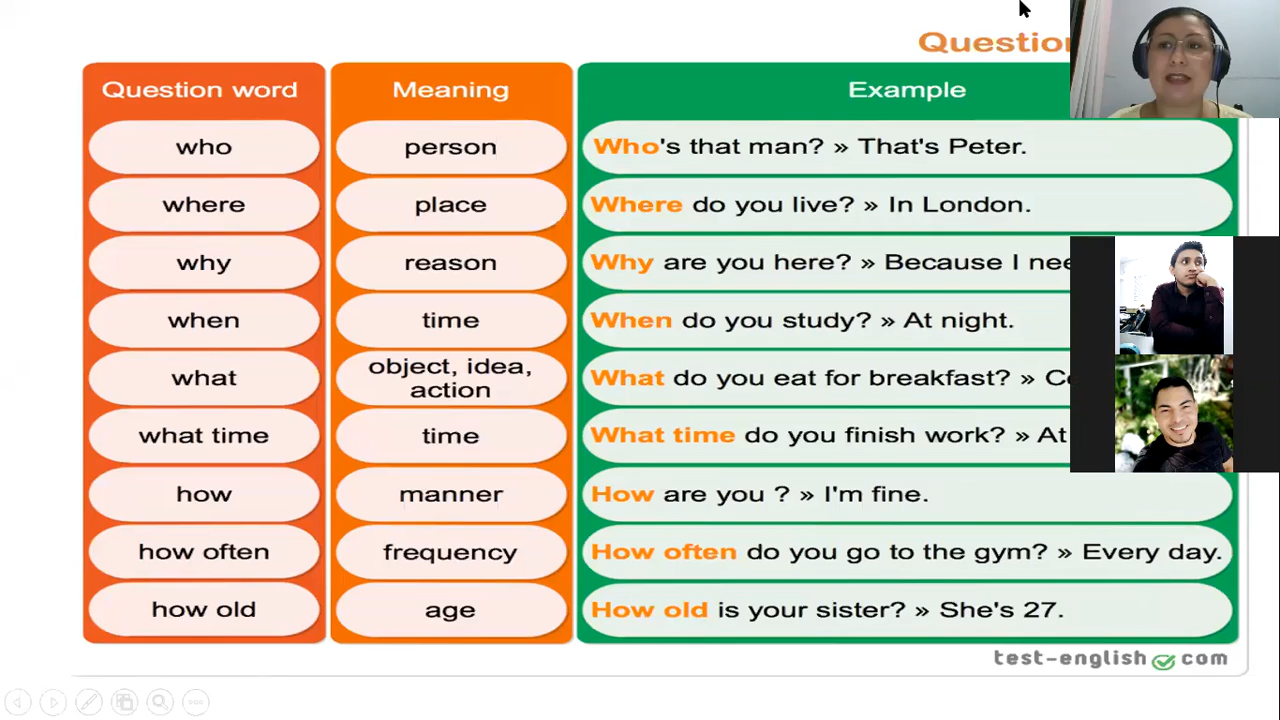 Question
Question word Meaning Example
who person Who's that man? » That's Peter.
where place Where do you live? » In London.
why reason Why are you here? » Because I
when time When do you study? » At night.
what object, idea, action What do you eat for breakfast? »
what time time What time do you finish work? » At
how manner How are you ? » I'm fine.
how often frequency How often do you go to the gym? » Every day.
how old age How old is your sister? » She's 27.
test-english com